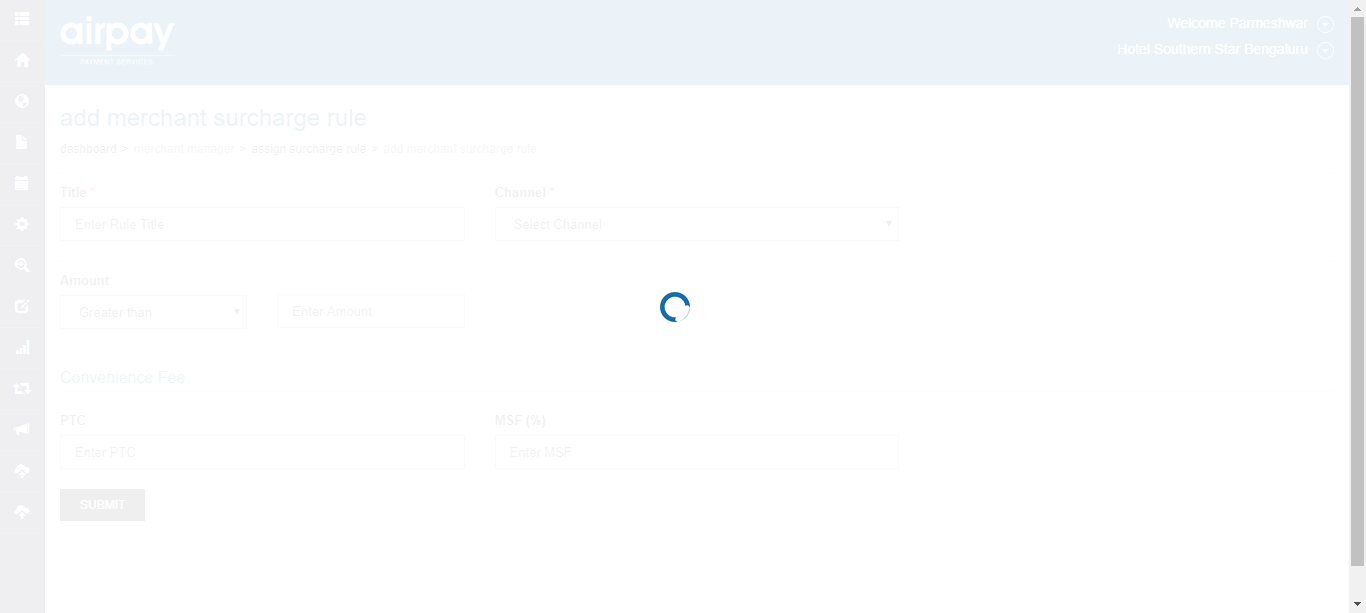 airpay
PAYMENT SERVICES
Welcome Parmeshwar
Hotel Southern Star Bengaluru
add merchant surcharge rule
dashboard > merchant manager > assign surcharge rule > add merchant surcharge rule
Title * Channel *
Enter Rule Title Select Channel
Amount
Greater than Enter Amount
Convenience Fee
PTC MSF (%)
Enter PTC Enter MSF
SUBMIT